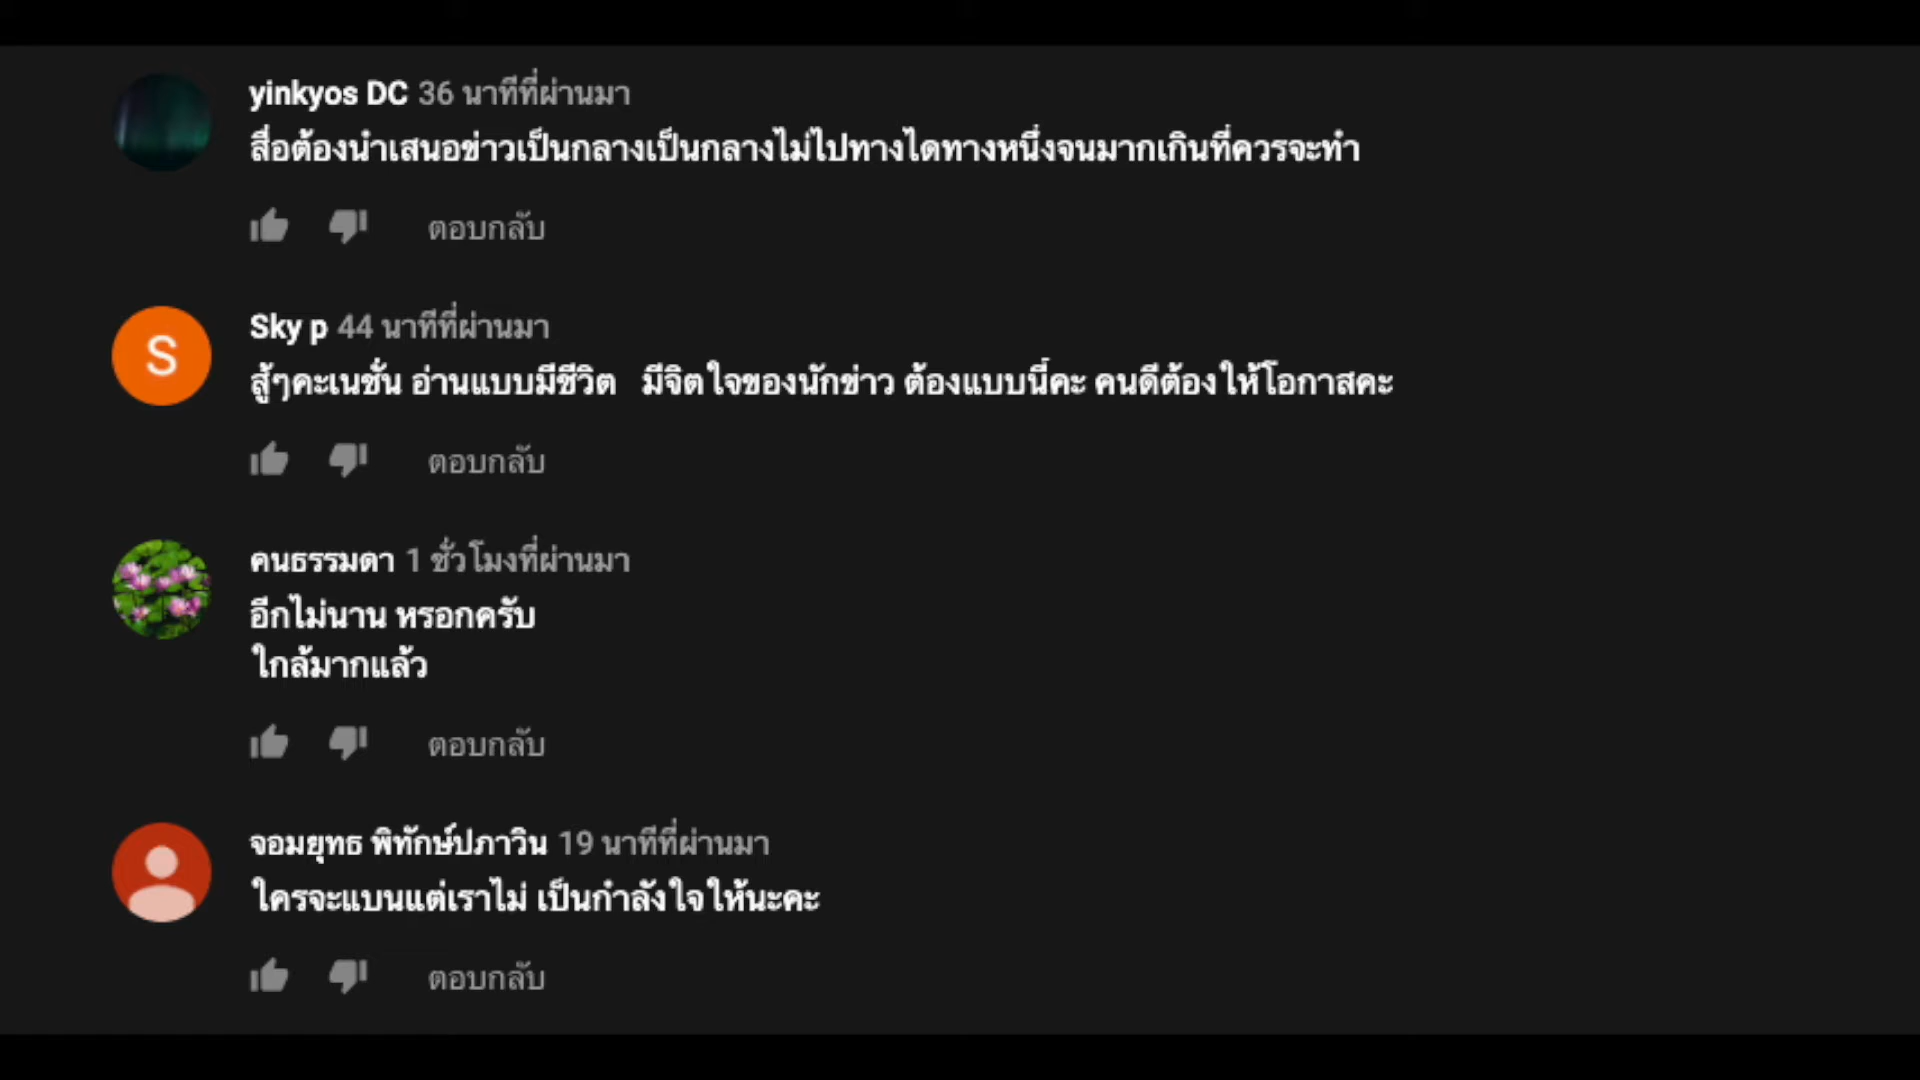 yinkyos DC 36 นาทีที่ผ่านมา
สื่อต้องนำเสนอข่าวเป็นกลางเป็นกลางไม่ไปทางไดทางหนึ่งจนมากเกินที่ควรจะทำ
ตอบกลับ
S
Sky p 44 นาทีที่ผ่านมา
สู้ๆคะเนชั่น อ่านแบบมีชีวิต มีจิตใจของนักข่าว ต้องแบบนี้คะ คนดีต้องให้โอกาสคะ
ตอบกลับ
คนธรรมดา 1 ชั่วโมงที่ผ่านมา
อีกไม่นาน หรอกครับ
ใกล้มากแล้ว
ตอบกลับ
จอมยุทธ พิทักษ์ปภาวิน 19 นาทีที่ผ่านมา
ใครจะแบนแต่เราไม่ เป็นกำลังใจให้นะคะ
ตอบกลับ